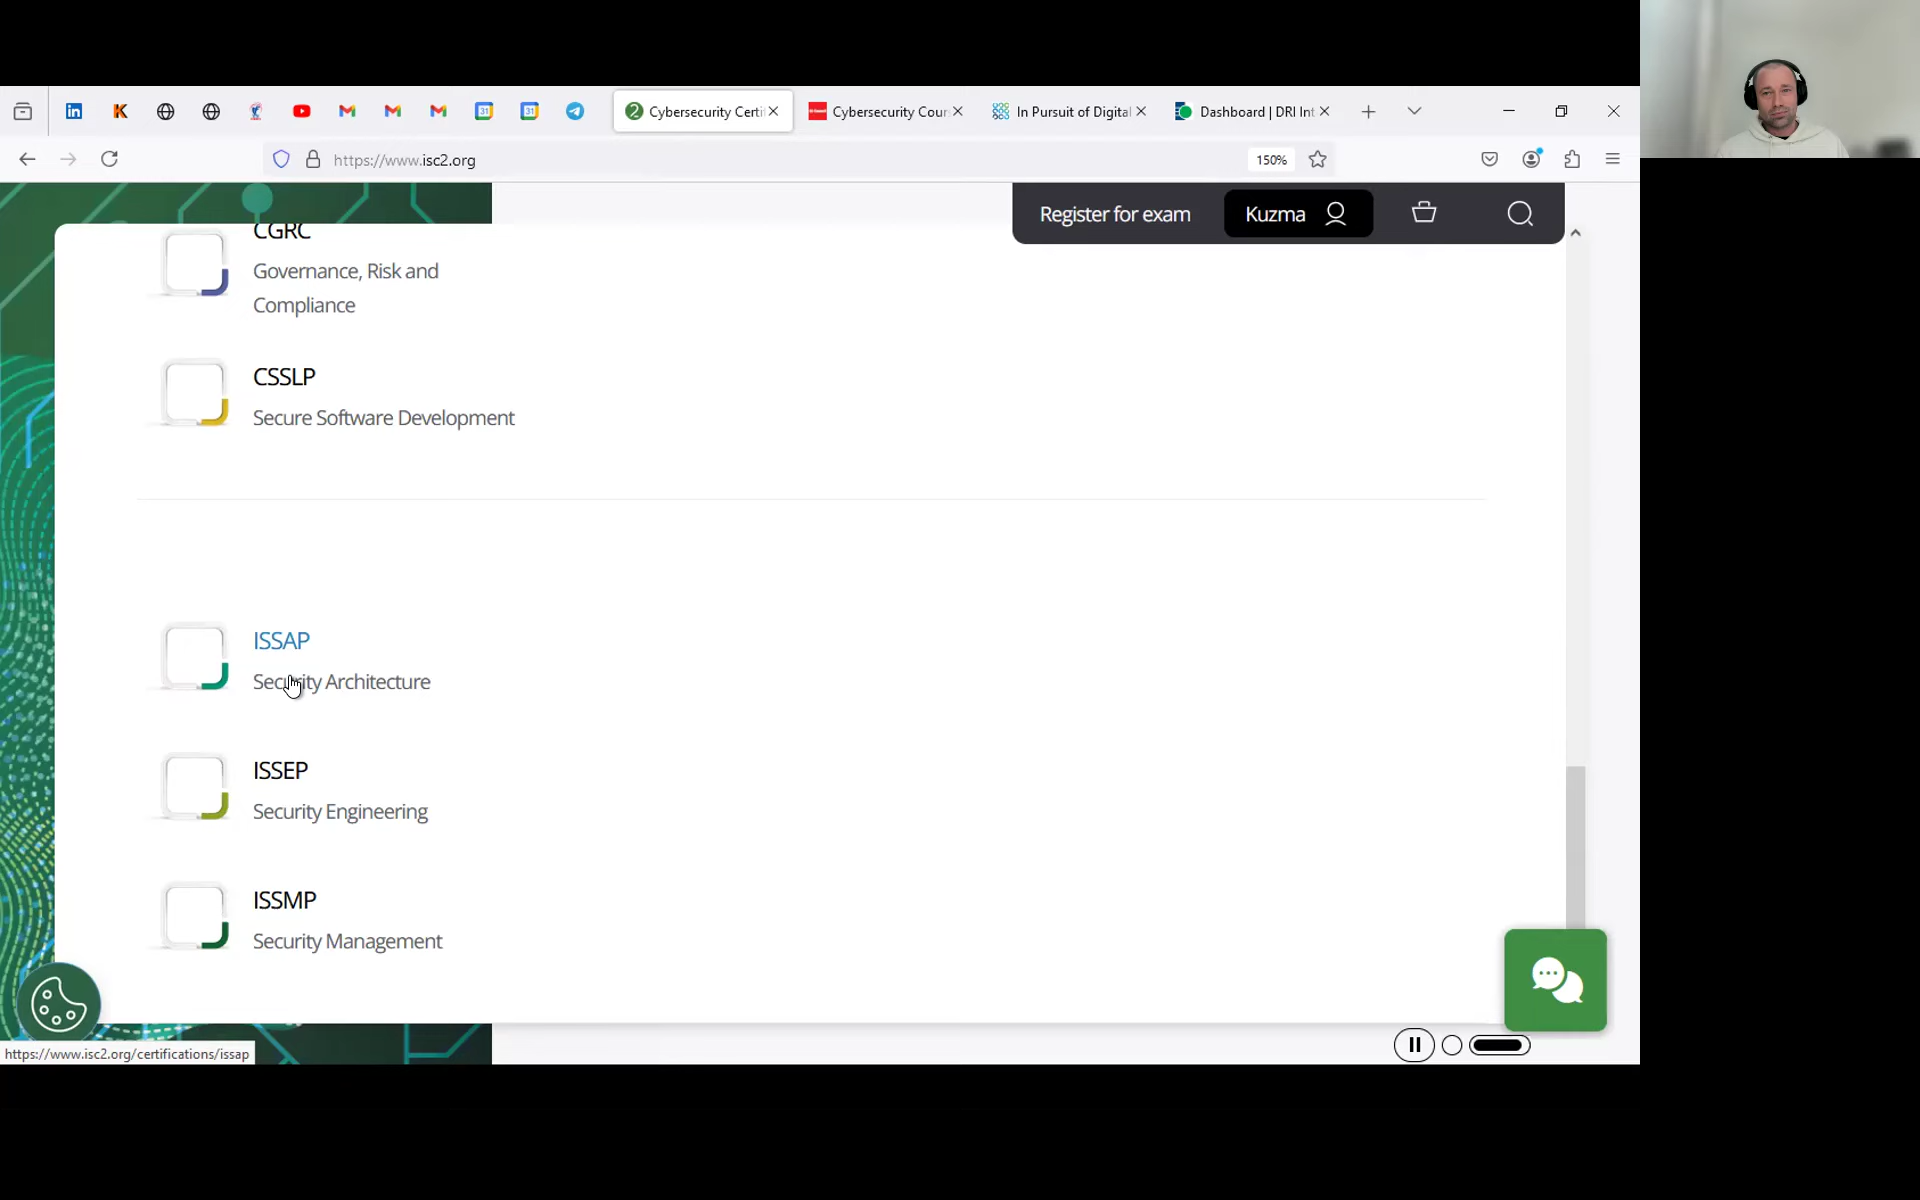 Cybersecurity Certif
Cybersecurity Cour
In Pursuit of Digital
Dashboard | DRI Int
https://www.isc2.org
150%
Register for exam
Kuzma
CGRC
Governance, Risk and
Compliance
CSSLP
Secure Software Development
ISSAP
Security Architecture
ISSEP
Security Engineering
ISSMP
Security Management
https://www.isc2.org/certifications/issap